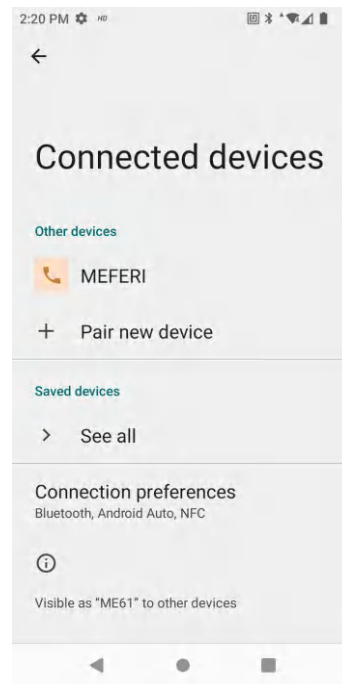 2:20 PM HD
Connected devices
Other devices
MEFERI
Pair new device
Saved devices
See all
Connection preferences
Bluetooth, Android Auto, NFC
Visible as "ME61" to other devices